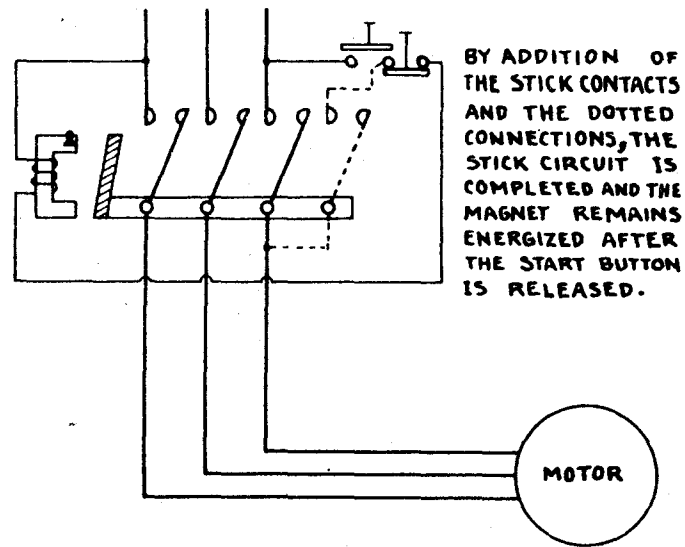 BY ADDITION OF
THE STICK CONTACTS
AND THE DOTTED
CONNECTIONS, THE
STICK CIRCUIT IS
COMPLETED AND THE
MAGNET REMAINS
ENERGIZED AFTER
THE START BUTTON
IS RELEASED.
MOTOR